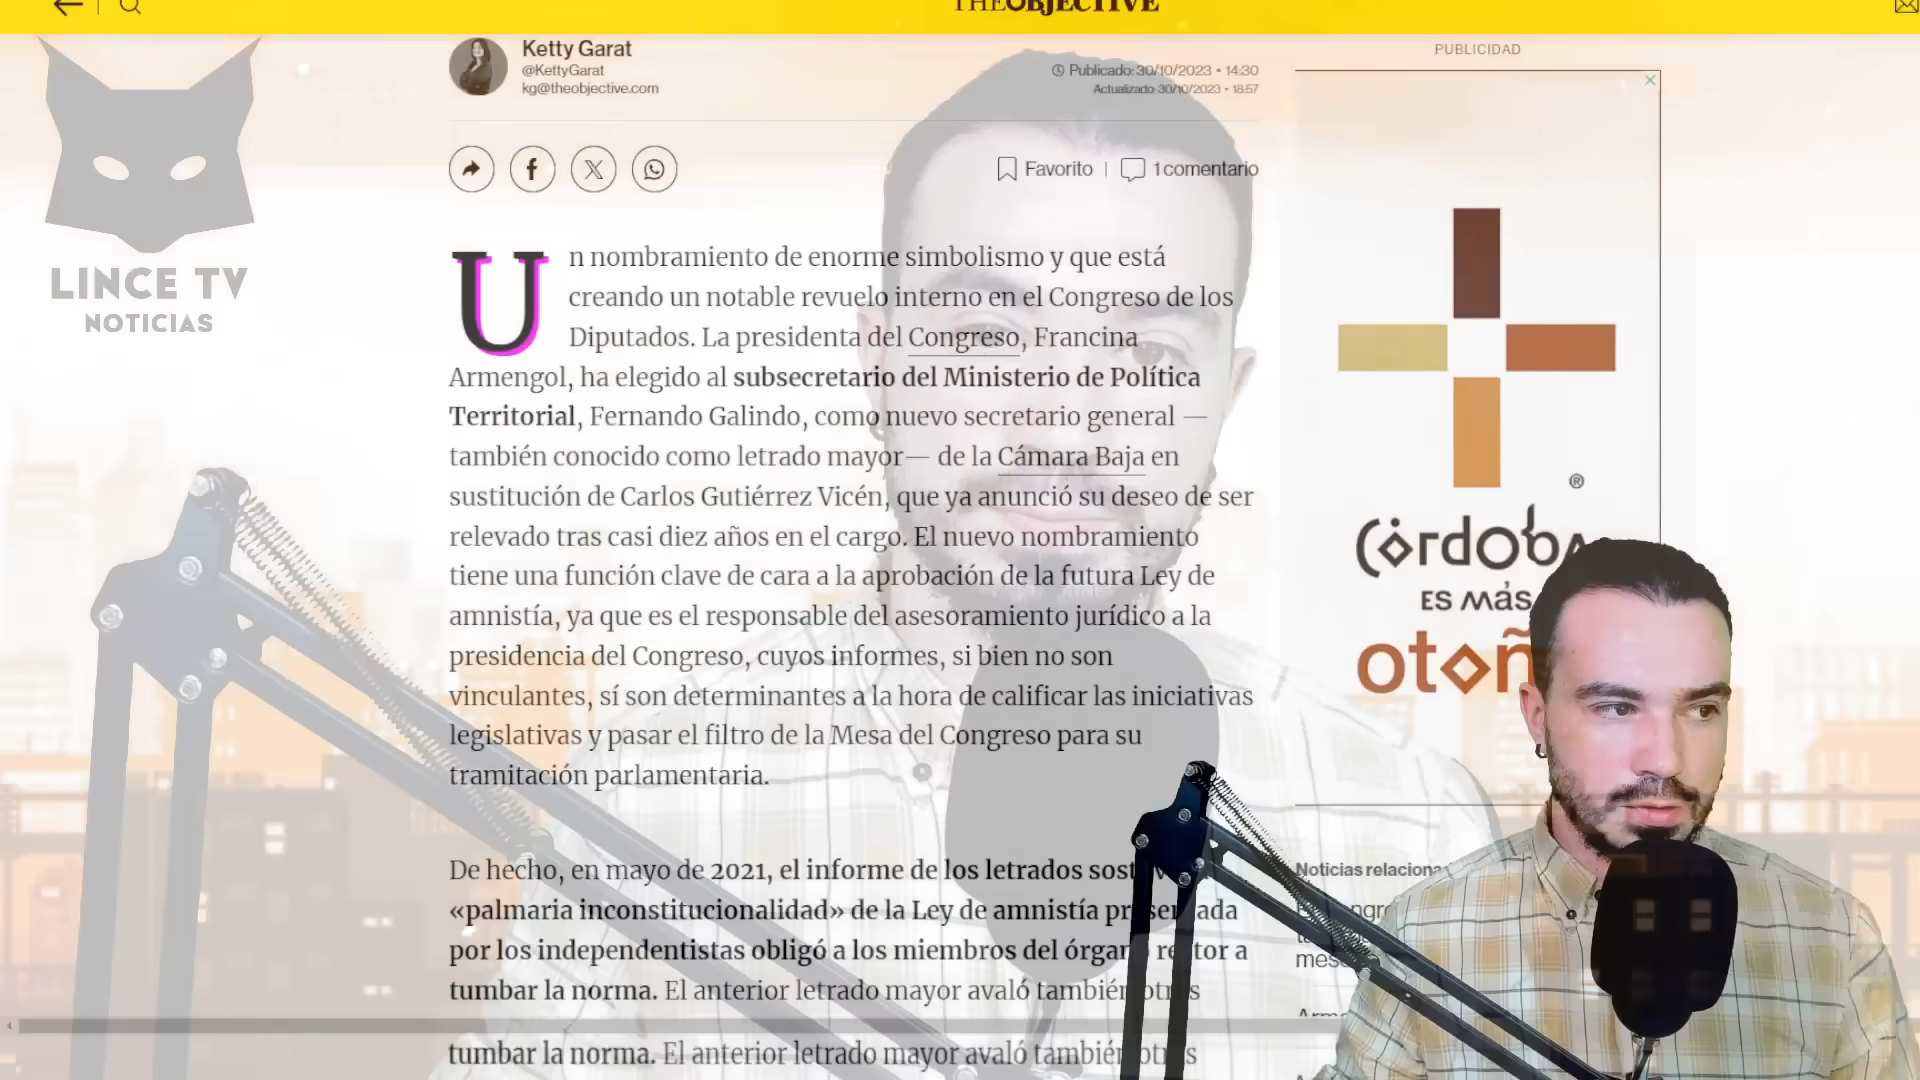 THEOBJECTIVE
Ketty Garat
@KettyGarat
kg@theobjective.com
Publicado: 30/10/2023 • 14:30
Actualizado: 30/10/2023 • 18:57
Favorito | 1 comentario
Un nombramiento de enorme simbolismo y que está
creando un notable revuelo interno en el Congreso de los
Diputados. La presidenta del Congreso, Francina
Armengol, ha elegido al subsecretario del Ministerio de Política
Territorial, Fernando Galindo, como nuevo secretario general —
también conocido como letrado mayor— de la Cámara Baja en
sustitución de Carlos Gutiérrez Vicén, que ya anunció su deseo de ser
relevado tras casi diez años en el cargo. El nuevo nombramiento
tiene una función clave de cara a la aprobación de la futura Ley de
amnistía, ya que es el responsable del asesoramiento jurídico a la
presidencia del Congreso, cuyos informes, si bien no son
vinculantes, sí son determinantes a la hora de calificar las iniciativas
legislativas y pasar el filtro de la Mesa del Congreso para su
tramitación parlamentaria.
De hecho, en mayo de 2021, el informe de los letrados
«palmaria inconstitucionalidad» de la Ley de amnistía
por los independentistas obligó a los miembros del a
tumbar la norma. El anterior letrado mayor avaló también
tumbar la norma. El anterior letrado mayor avaló también
LINCE TV
NOTICIAS
PUBLICIDAD
®
córdoba
ES MÁS
Noticias